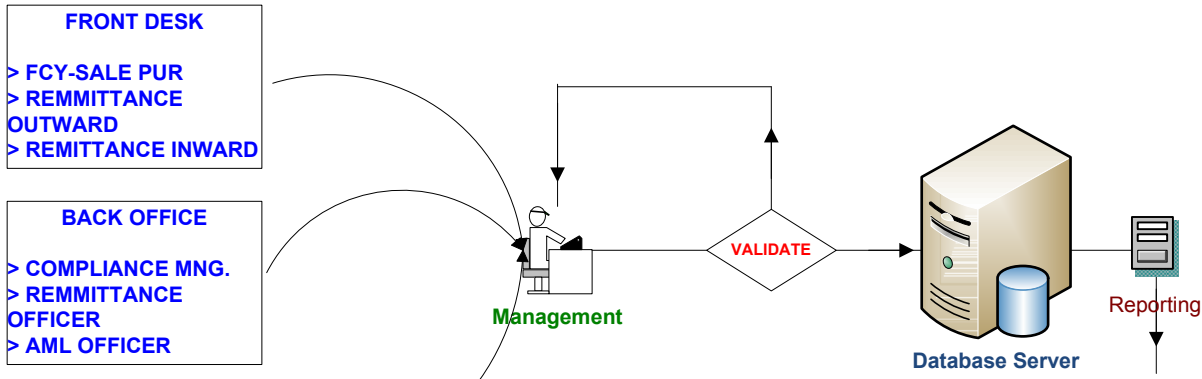 FRONT DESK
> FCY-SALE PUR
> REMMITTANCE
OUTWARD
> REMITTANCE INWARD
BACK OFFICE
> COMPLIANCE MNG.
> REMMITTANCE
OFFICER
> AML OFFICER
Management
VALIDATE
Database Server
Reporting